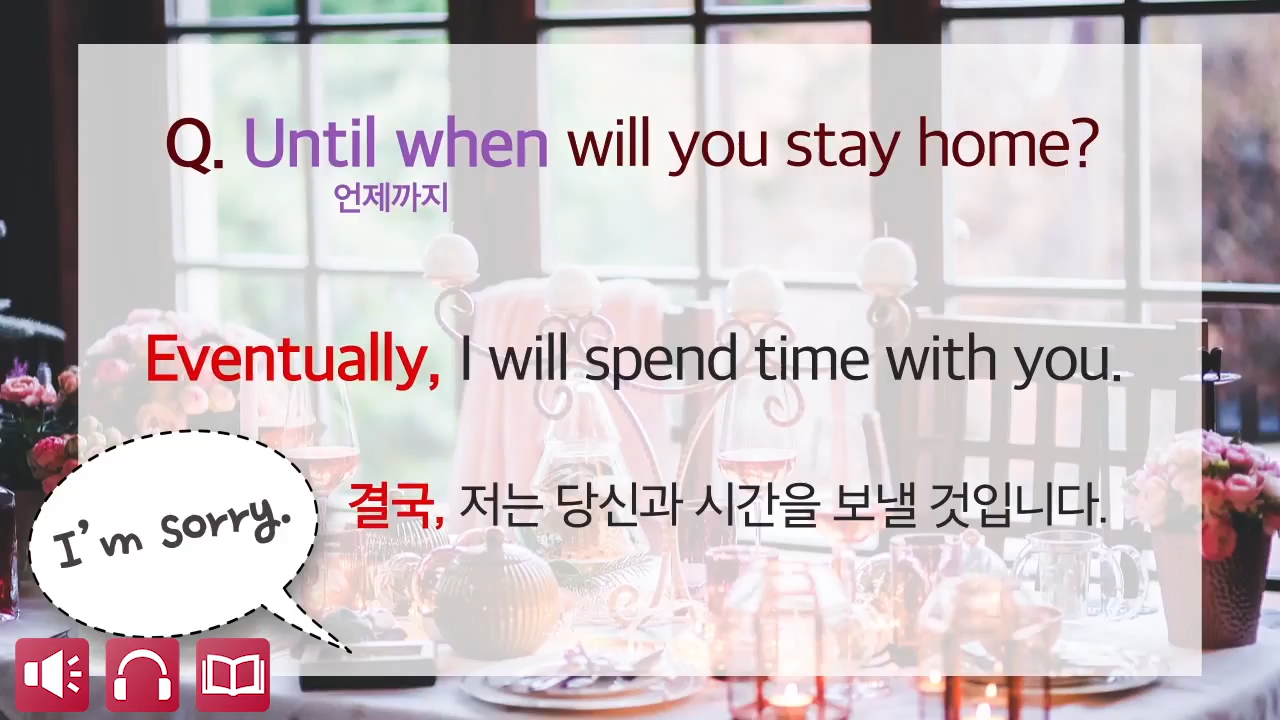 Q. Until when will you stay home?
언제까지
Eventually, I will spend time with you.
결국, 저는 당신과 시간을 보낼 것입니다.
I'm sorry.